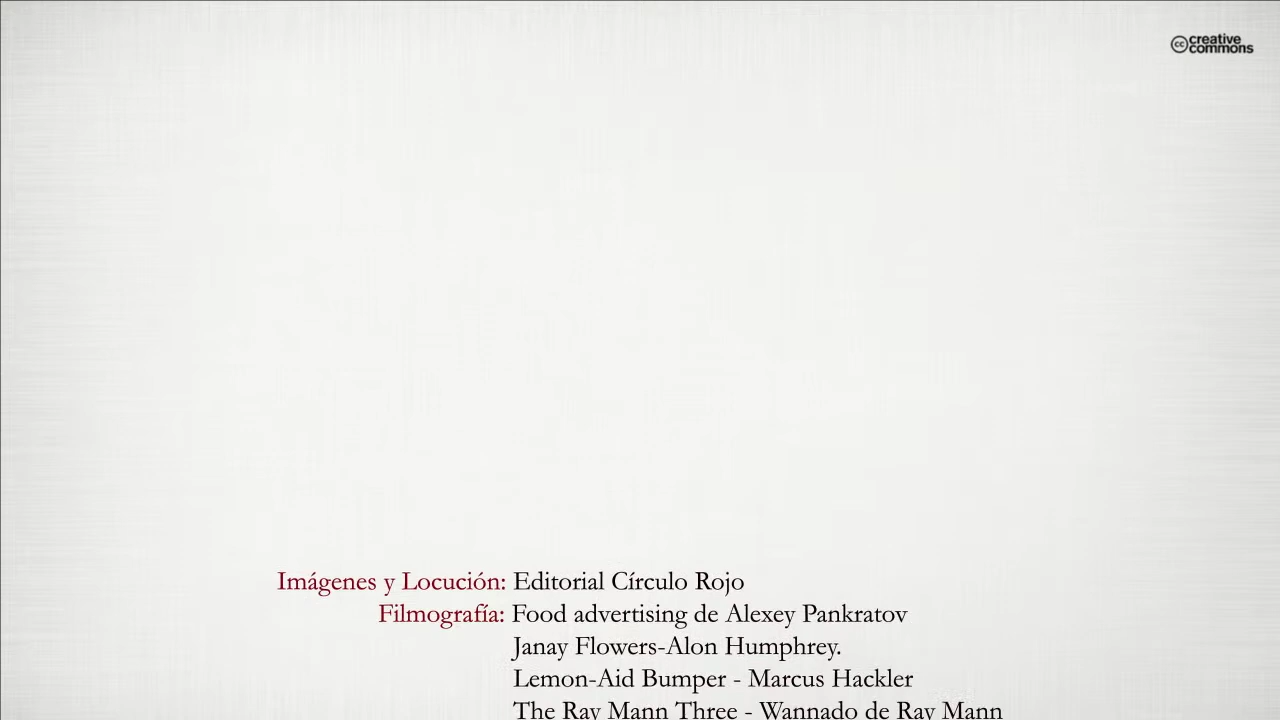 cc creative
commons
Imágenes y Locución: Editorial Círculo Rojo
Filmografía: Food advertising de Alexey Pankratov
Janay Flowers-Alon Humphrey.
Lemon-Aid Bumper - Marcus Hackler
The Ray Mann Three - Wannado de Ray Mann